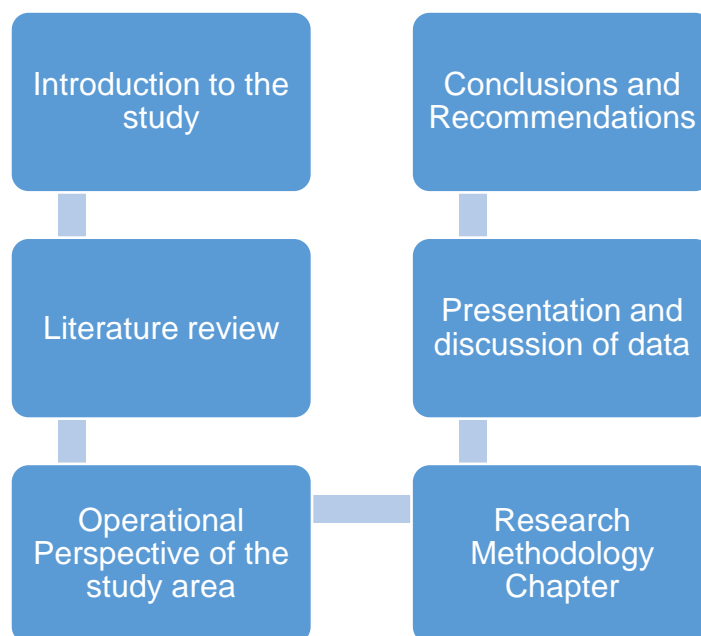 Introduction to the
study
Literature review
Operational
Perspective of the
study area
Research
Methodology
Chapter
Presentation and
discussion of data
Conclusions and
Recommendations